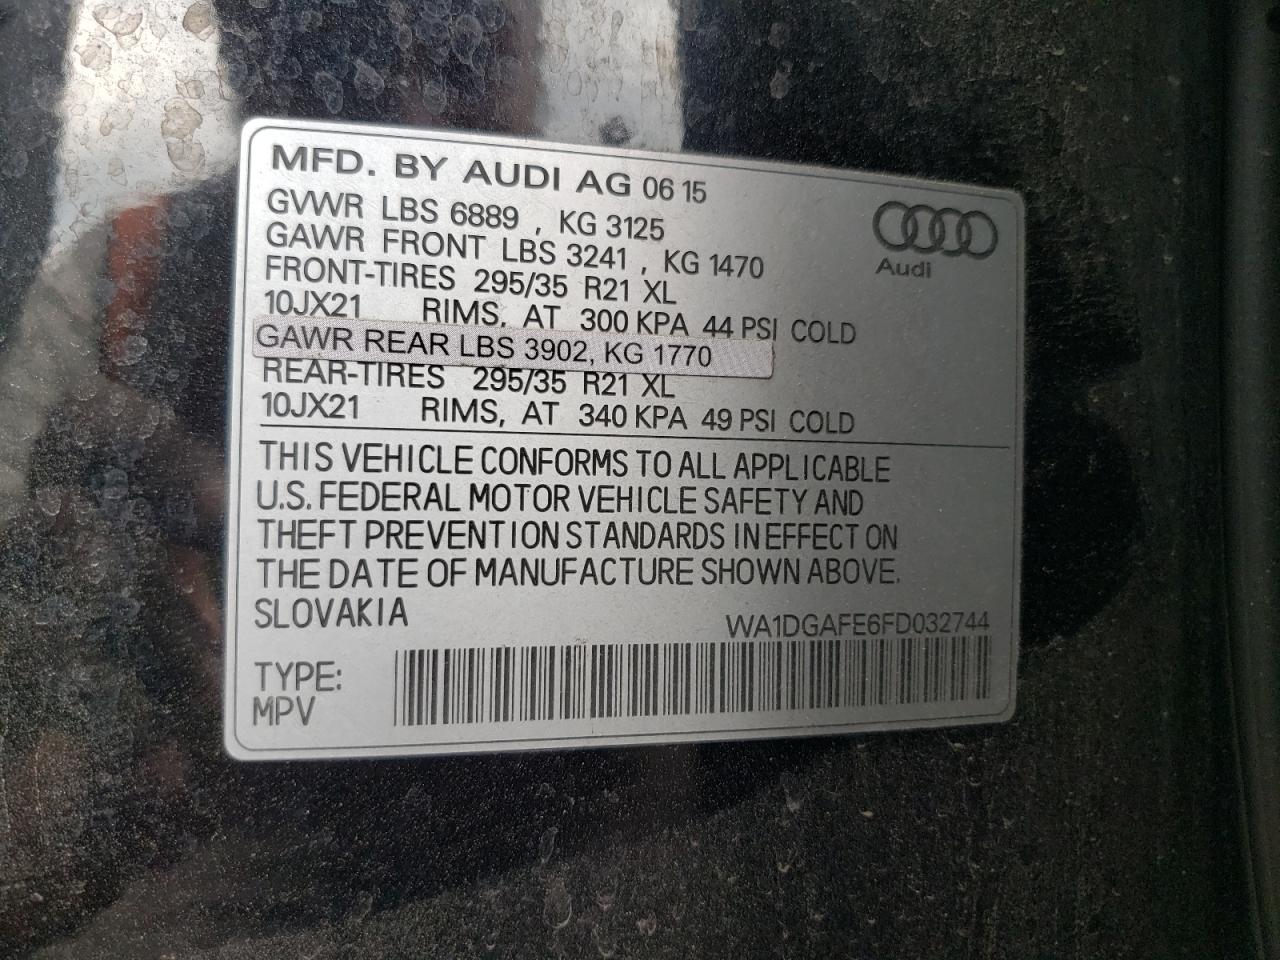 MFD. BY AUDI AG 06 15
GVWR LBS 6889 , KG 3125
GAWR FRONT LBS 3241 , KG 1470
FRONT-TIRES 295/35 R21 XL
10JX21 RIMS, AT 300 KPA 44 PSI COLD
GAWR REAR LBS 3902, KG 1770
REAR-TIRES 295/35 R21 XL
10JX21 RIMS, AT 340 KPA 49 PSI COLD
Audi
THIS VEHICLE CONFORMS TO ALL APPLICABLE
U.S. FEDERAL MOTOR VEHICLE SAFETY AND
THEFT PREVENTION STANDARDS IN EFFECT ON
THE DATE OF MANUFACTURE SHOWN ABOVE.
SLOVAKIA
WA1DGAFE6FD032744
TYPE:
MPV